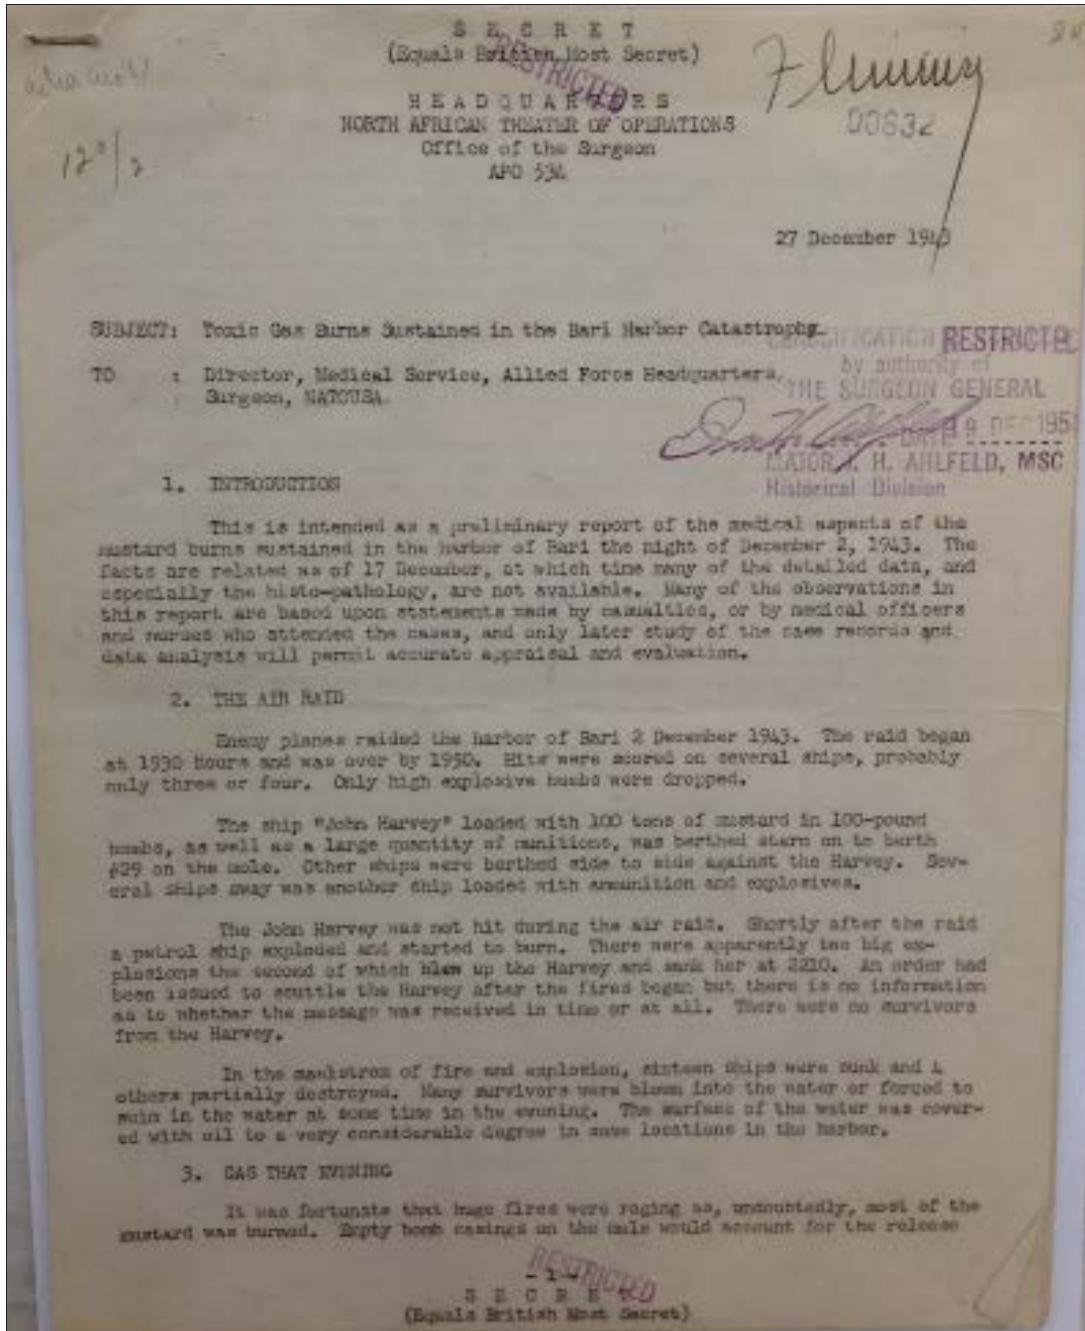 S E C R E T
(Equals British Most Secret)
RESTRICTED
Fleming
00832
H E A D Q U A R T E R S
NORTH AFRICAN THEATER OF OPERATIONS
Office of the Surgeon
APO 534
27 December 1943
SUBJECT: Toxic Gas Burns Sustained in the Bari Harbor Catastrophe.
TO : Director, Medical Service, Allied Force Headquarters,
: Surgeon, NATOUSA.
CLASSIFICATION RESTRICTED
by authority of
THE SURGEON GENERAL
DATE 19 DEC 195
MAJOR I. H. AHLFELD, MSC
Historical Division
1. INTRODUCTION
This is intended as a preliminary report of the medical aspects of the
mustard burns sustained in the harbor of Bari the night of December 2, 1943. The
facts are related as of 17 December, at which time many of the detailed data, and
especially the histo-pathology, are not available. Many of the observations in
this report are based upon statements made by casualties, or by medical officers
and nurses who attended the cases, and only later study of the case records and
data analysis will permit accurate appraisal and evaluation.
2. THE AIR RAID
Enemy planes raided the harbor of Bari 2 December 1943. The raid began
at 1930 hours and was over by 1950. Hits were scored on several ships, probably
only three or four. Only high explosive bombs were dropped.
The ship "John Harvey" loaded with 100 tons of mustard in 100-pound
bombs, as well as a large quantity of munitions, was berthed stern on to berth
#29 on the mole. Other ships were berthed side to side against the Harvey. Sev-
eral ships away was another ship loaded with ammunition and explosives.
The John Harvey was not hit during the air raid. Shortly after the raid
a petrol ship exploded and started to burn. There were apparently two big ex-
plosions the second of which blew up the Harvey and sank her at 2210. An order had
been issued to scuttle the Harvey after the fires began but there is no information
as to whether the message was received in time or at all. There were no survivors
from the Harvey.
In the maelstrom of fire and explosion, sixteen ships were sunk and 4
others partially destroyed. Many survivors were blown into the water or forced to
swim in the water at some time in the evening. The surface of the water was cover-
ed with oil to a very considerable degree in some locations in the harbor.
3. GAS THAT EVENING
It was fortunate that huge fires were raging as, undoubtedly, most of the
mustard was burned. Empty bomb casings on the mole would account for the release
RESTRICTED
- 1 -
S E C R E T
(Equals British Most Secret)